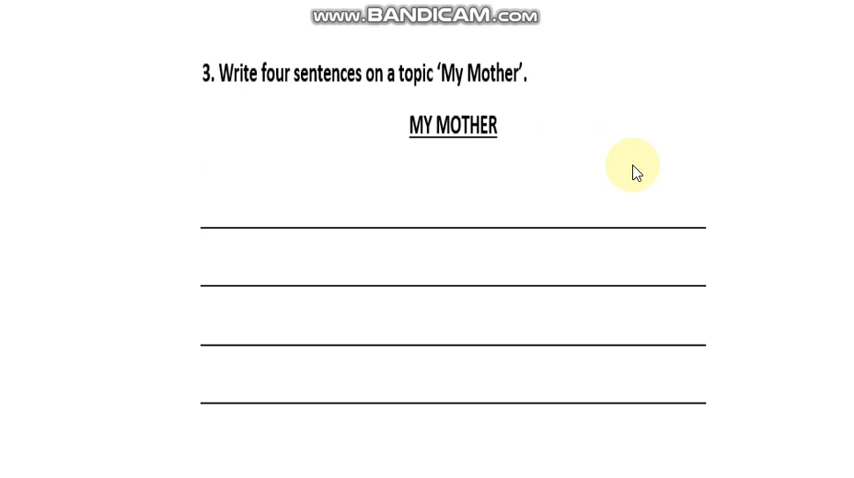 www.BANDICAM.com
3. Write four sentences on a topic ‘My Mother’.
MY MOTHER